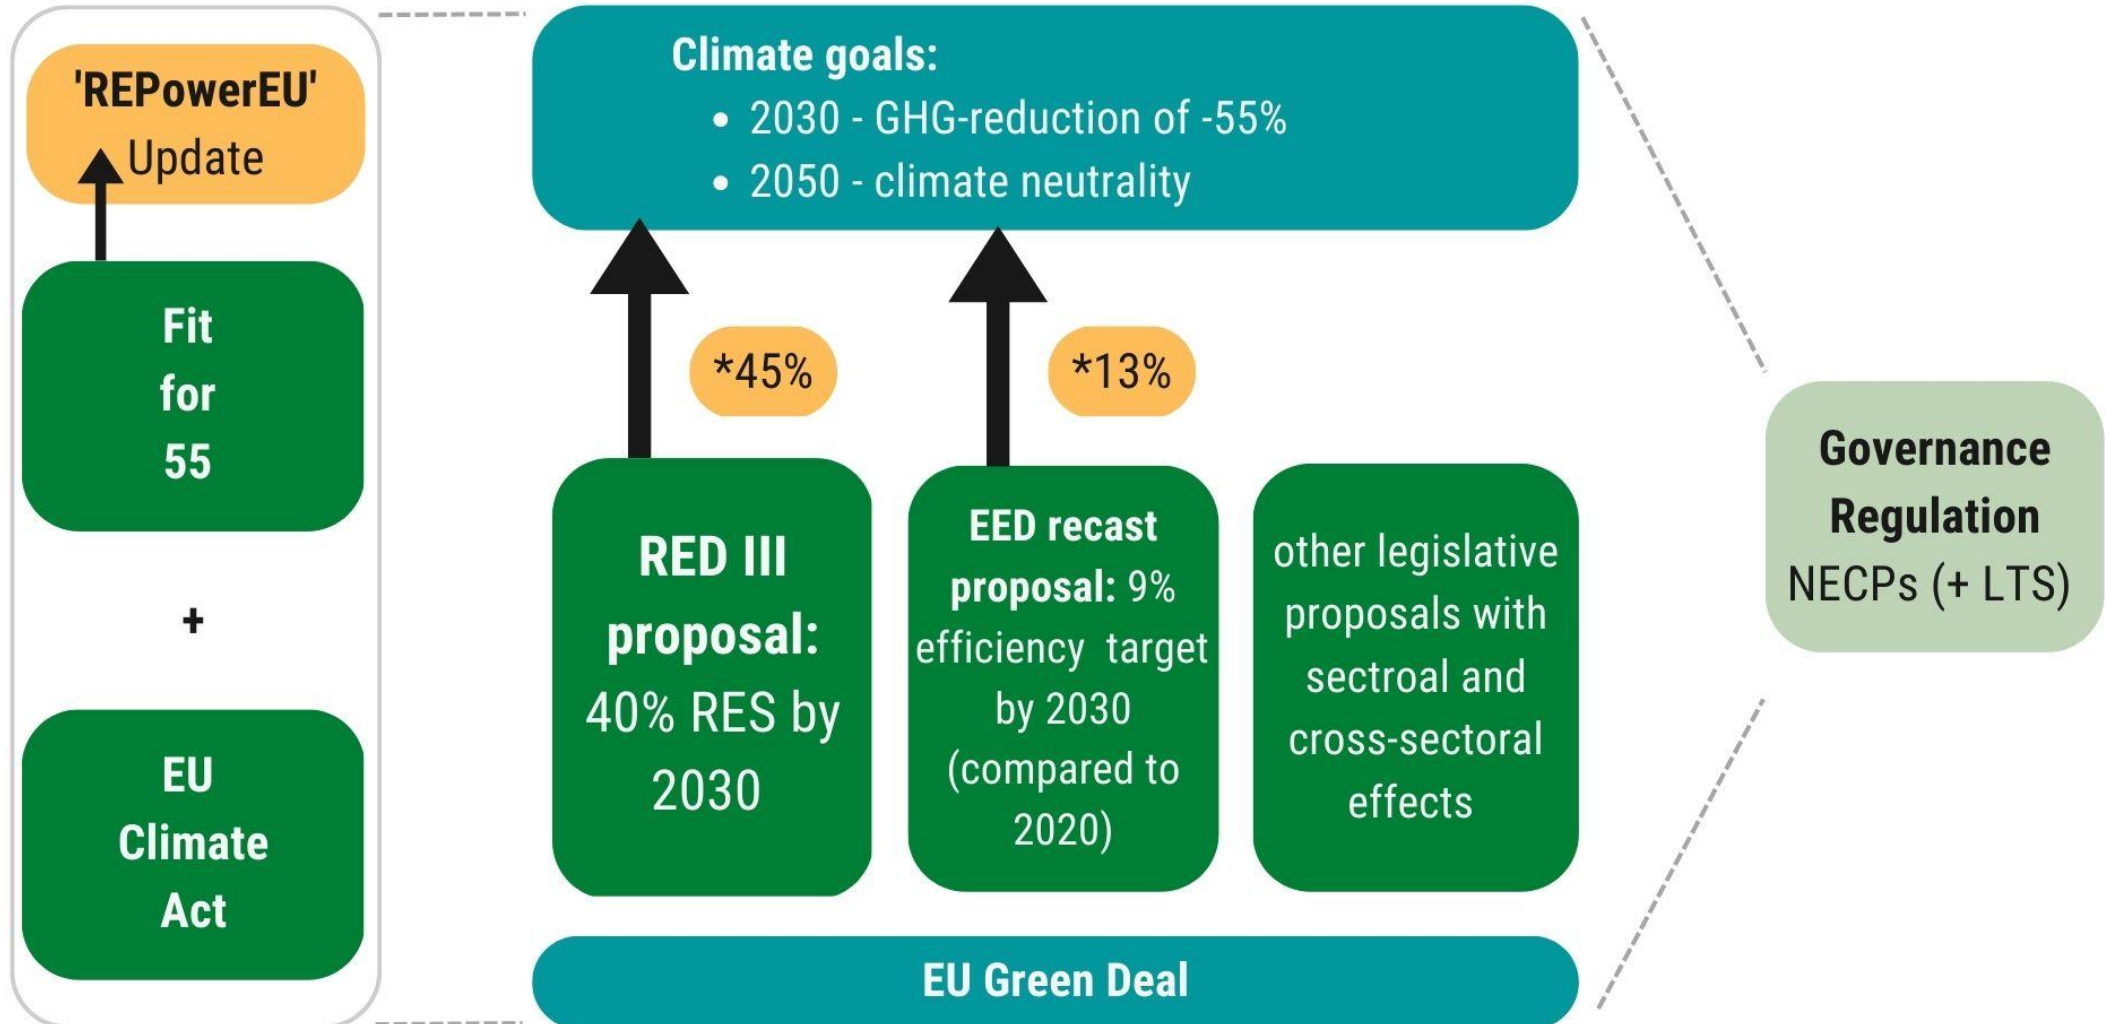 'REPowerEU'
Update
Fit
for
55
+
EU
Climate
Act
Climate goals:
• 2030 - GHG-reduction of -55%
• 2050 - climate neutrality
*45%
*13%
RED III
proposal:
40% RES by
2030
EED recast
proposal: 9%
efficiency target
by 2030
(compared to
2020)
other legislative
proposals with
sectroal and
cross-sectoral
effects
EU Green Deal
Governance
Regulation
NECPs (+ LTS)